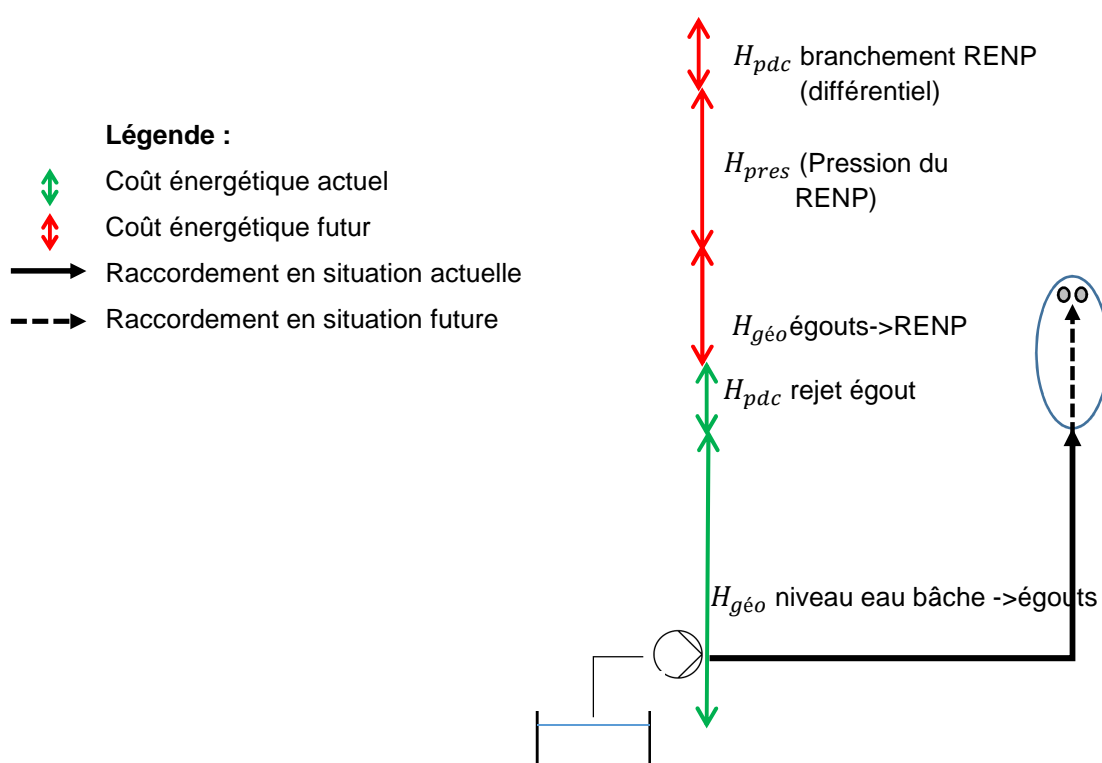 H_pdc branchement RENP
(différentiel)
Légende :
Coût énergétique actuel
Coût énergétique futur
Raccordement en situation actuelle
Raccordement en situation future
H_pres (Pression du
RENP)
H_géo égouts->RENP
H_pdc rejet égout
H_géo niveau eau bâche ->égouts